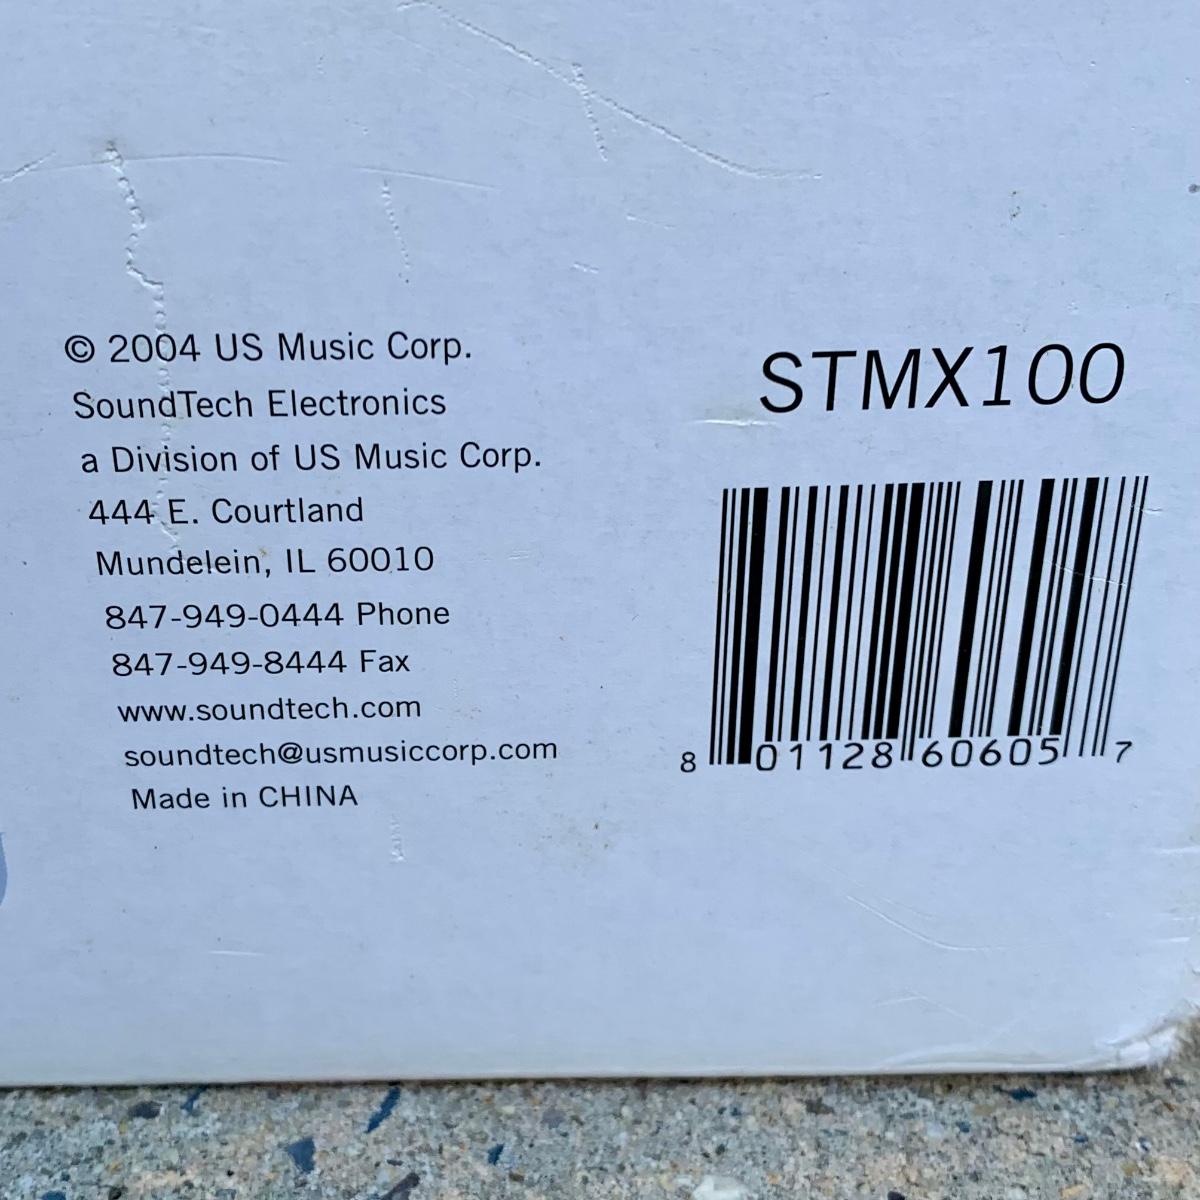 © 2004 US Music Corp.
SoundTech Electronics
a Division of US Music Corp.
444 E. Courtland
Mundelein, IL 60010
847-949-0444 Phone
847-949-8444 Fax
www.soundtech.com
soundtech@usmusiccorp.com
Made in CHINA
STMX100
8 01128 60605 7